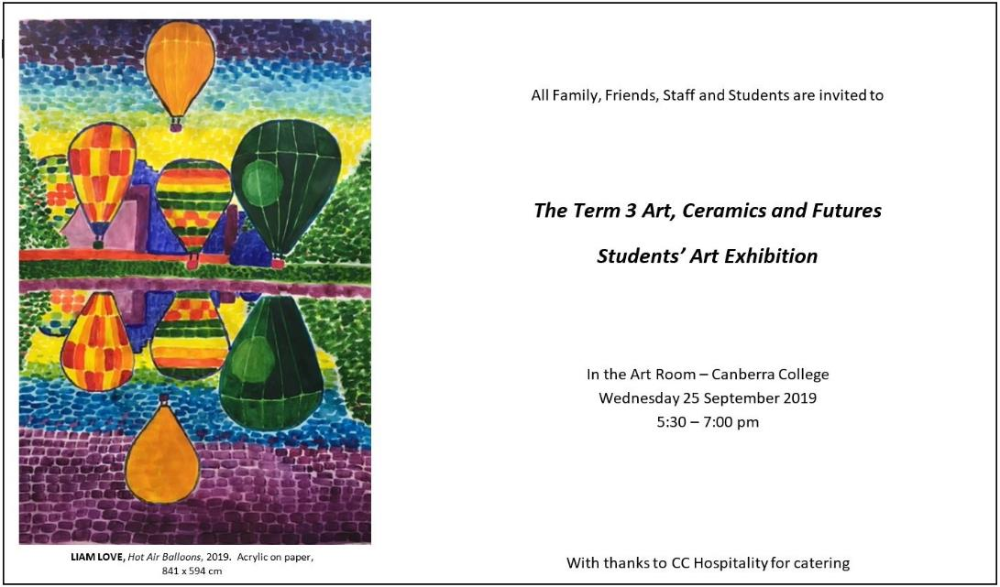 All Family, Friends, Staff and Students are invited to
The Term 3 Art, Ceramics and Futures
Students’ Art Exhibition
In the Art Room – Canberra College
Wednesday 25 September 2019
5:30 – 7:00 pm
With thanks to CC Hospitality for catering
LIAM LOVE, Hot Air Balloons, 2019. Acrylic on paper,
841 x 594 cm